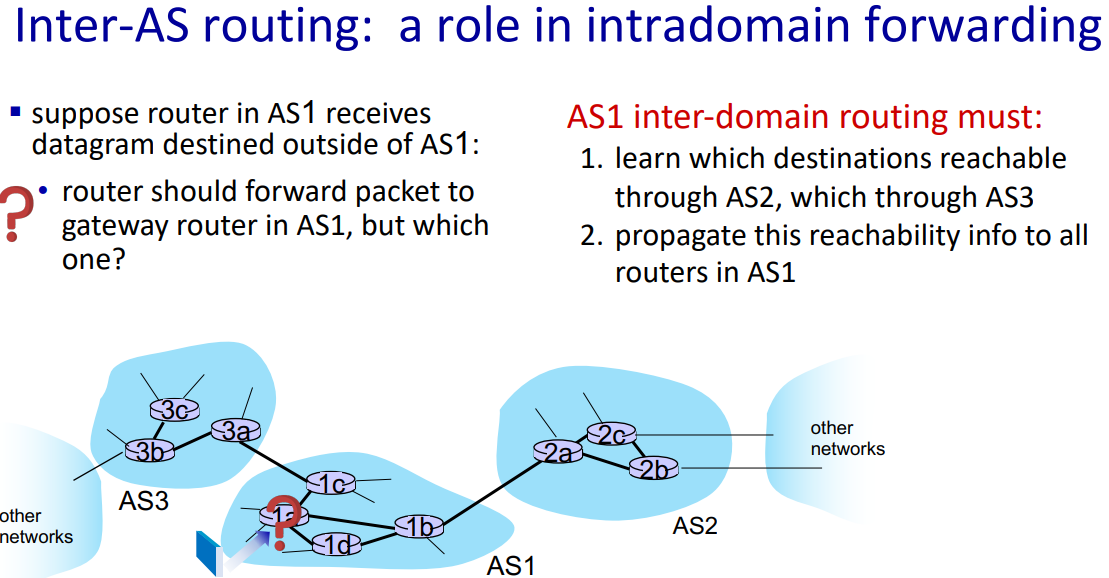 Inter-AS routing: a role in intradomain forwarding
▪ suppose router in AS1 receives
datagram destined outside of AS1:
? • router should forward packet to
gateway router in AS1, but which
one?
AS1 inter-domain routing must:
1. learn which destinations reachable
through AS2, which through AS3
2. propagate this reachability info to all
routers in AS1
3c
3a
3b
AS3
other
networks
1c
1a
?
1b
1d
AS1
2c
2a
2b
AS2
other
networks